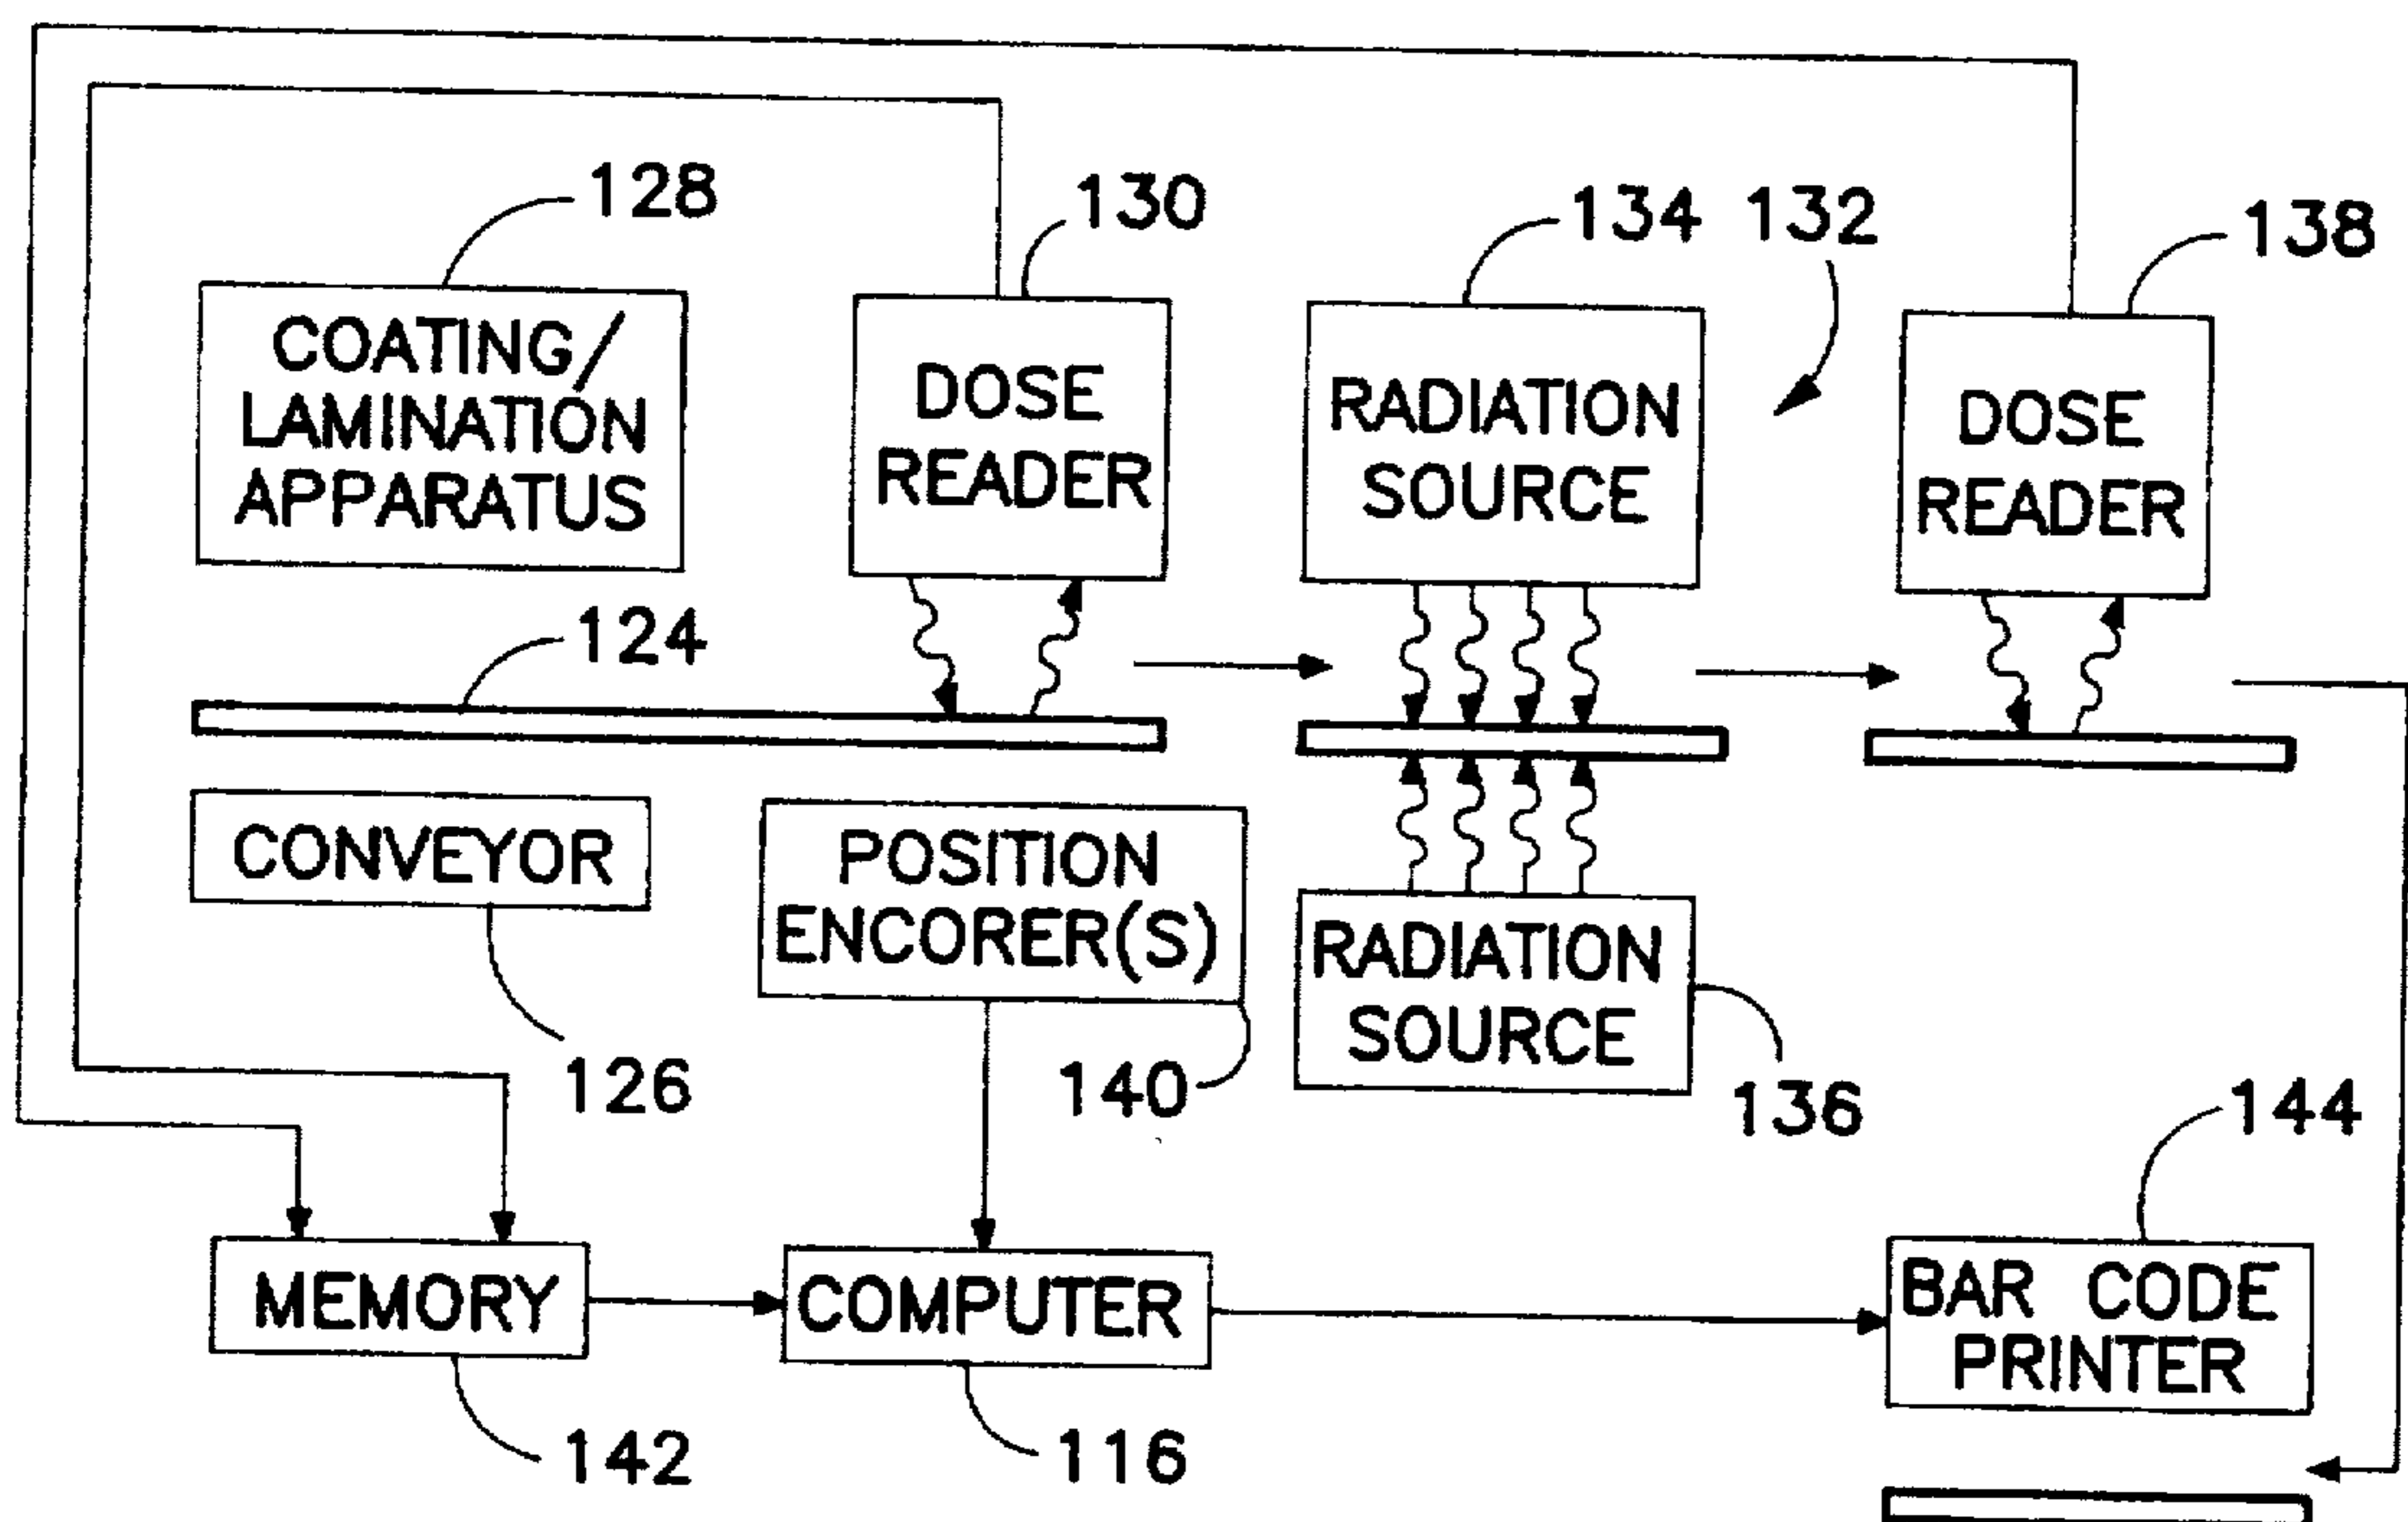 128
130
134
132
138
COATING/
LAMINATION
APPARATUS
DOSE
READER
RADIATION
SOURCE
DOSE
READER
124
CONVEYOR
POSITION
ENCORER(S)
RADIATION
SOURCE
126
140
136
144
MEMORY
COMPUTER
BAR CODE
PRINTER
142
116